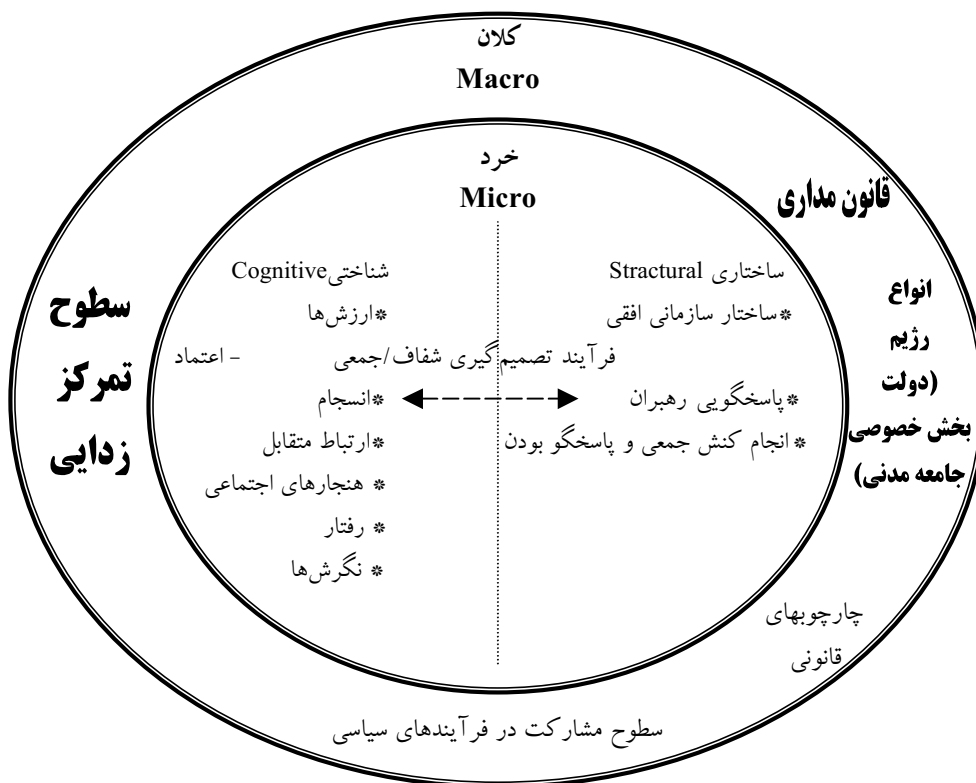 کلان
Macro
خرد
Micro
قانون مداری
انواع
رژیم
(دولت
بخش خصوصی
جامعه مدنی)
چارچوبهای
قانونی
سطوح مشارکت در فرآیندهای سیاسی
سطوح
تمرکز
زدایی
ساختاری Stractural
*ساختار سازمانی افقی
فرآیند تصمیم‌گیری شفاف/جمعی
*پاسخگویی رهبران
* انجام کنش جمعی و پاسخگو بودن
شناختیCognitive
*ارزش‌ها
- اعتماد
*انسجام
*ارتباط متقابل
* هنجارهای اجتماعی
* رفتار
* نگرش‌ها